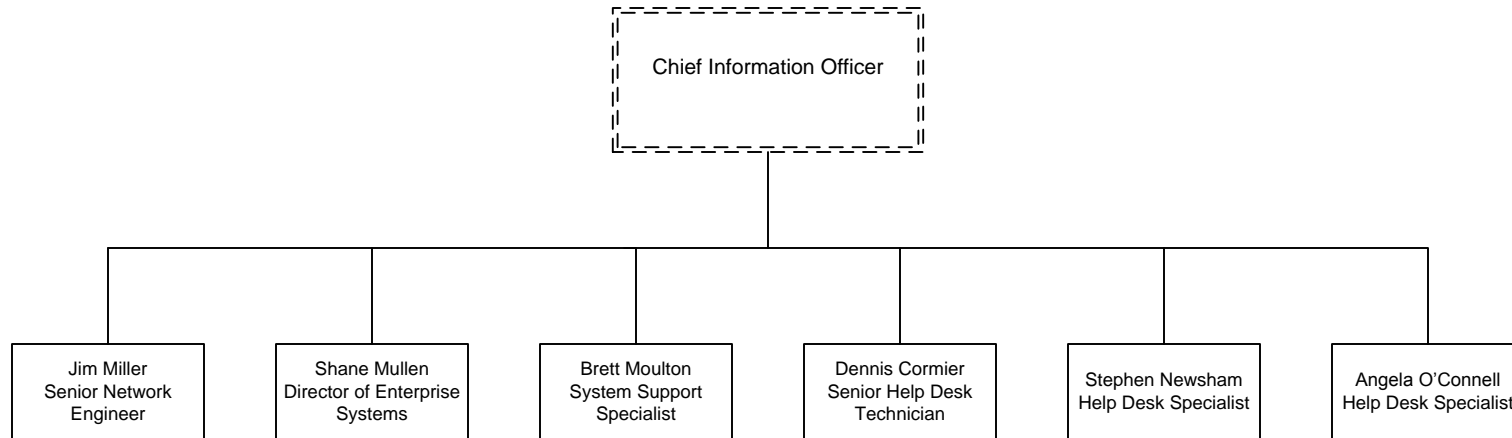 Chief Information Officer
Jim Miller
Senior Network
Engineer
Shane Mullen
Director of Enterprise
Systems
Brett Moulton
System Support
Specialist
Dennis Cormier
Senior Help Desk
Technician
Stephen Newsham
Help Desk Specialist
Angela O’Connell
Help Desk Specialist